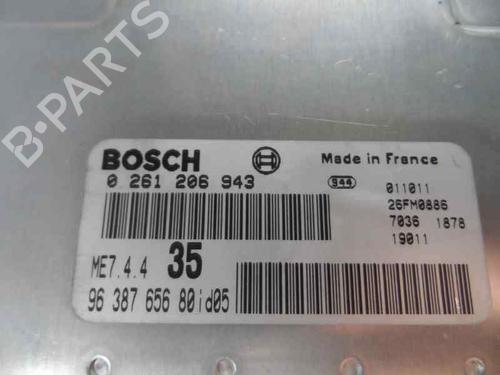 B-PARTS
BOSCH
Made in France
0 261 206 943
944
011011
26FM0886
7036 1878
19011
ME7.4.4 35
96 387 656 80id05